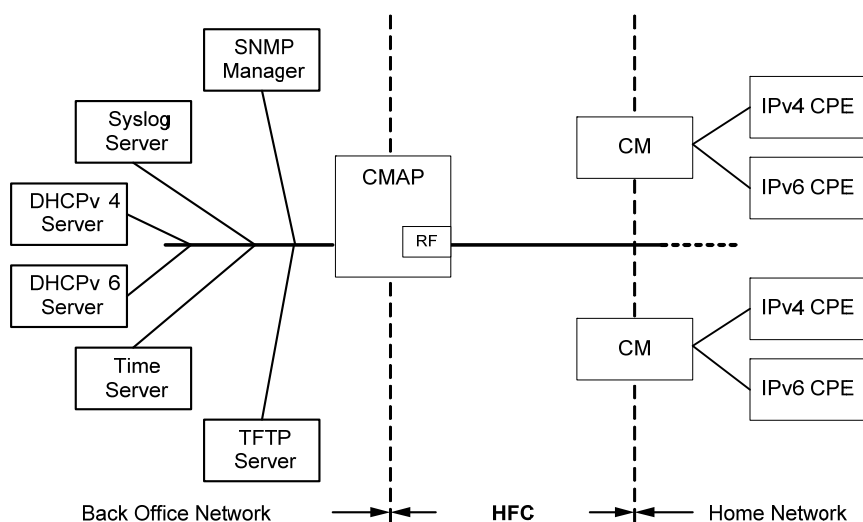 SNMP
Manager
Syslog
Server
DHCPv 4
Server
DHCPv 6
Server
Time
Server
TFTP
Server
CMAP
RF
CM
IPv4 CPE
IPv6 CPE
CM
IPv4 CPE
IPv6 CPE
Back Office Network
HFC
Home Network